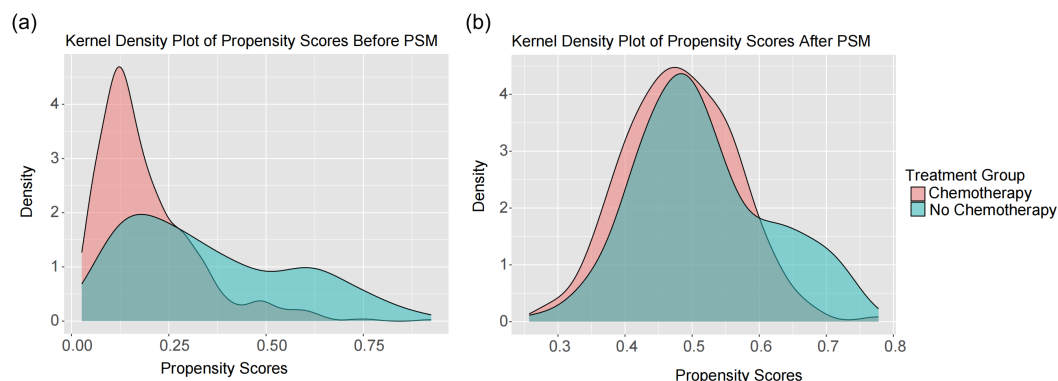 (a)
Kernel Density Plot of Propensity Scores Before PSM
4
3
2
1
0
Density
0.00 0.25 0.50 0.75
Propensity Scores
(b)
Kernel Density Plot of Propensity Scores After PSM
4
3
2
1
0
Density
0.3 0.4 0.5 0.6 0.7 0.8
Propensity Scores
Treatment Group
Chemotherapy
No Chemotherapy